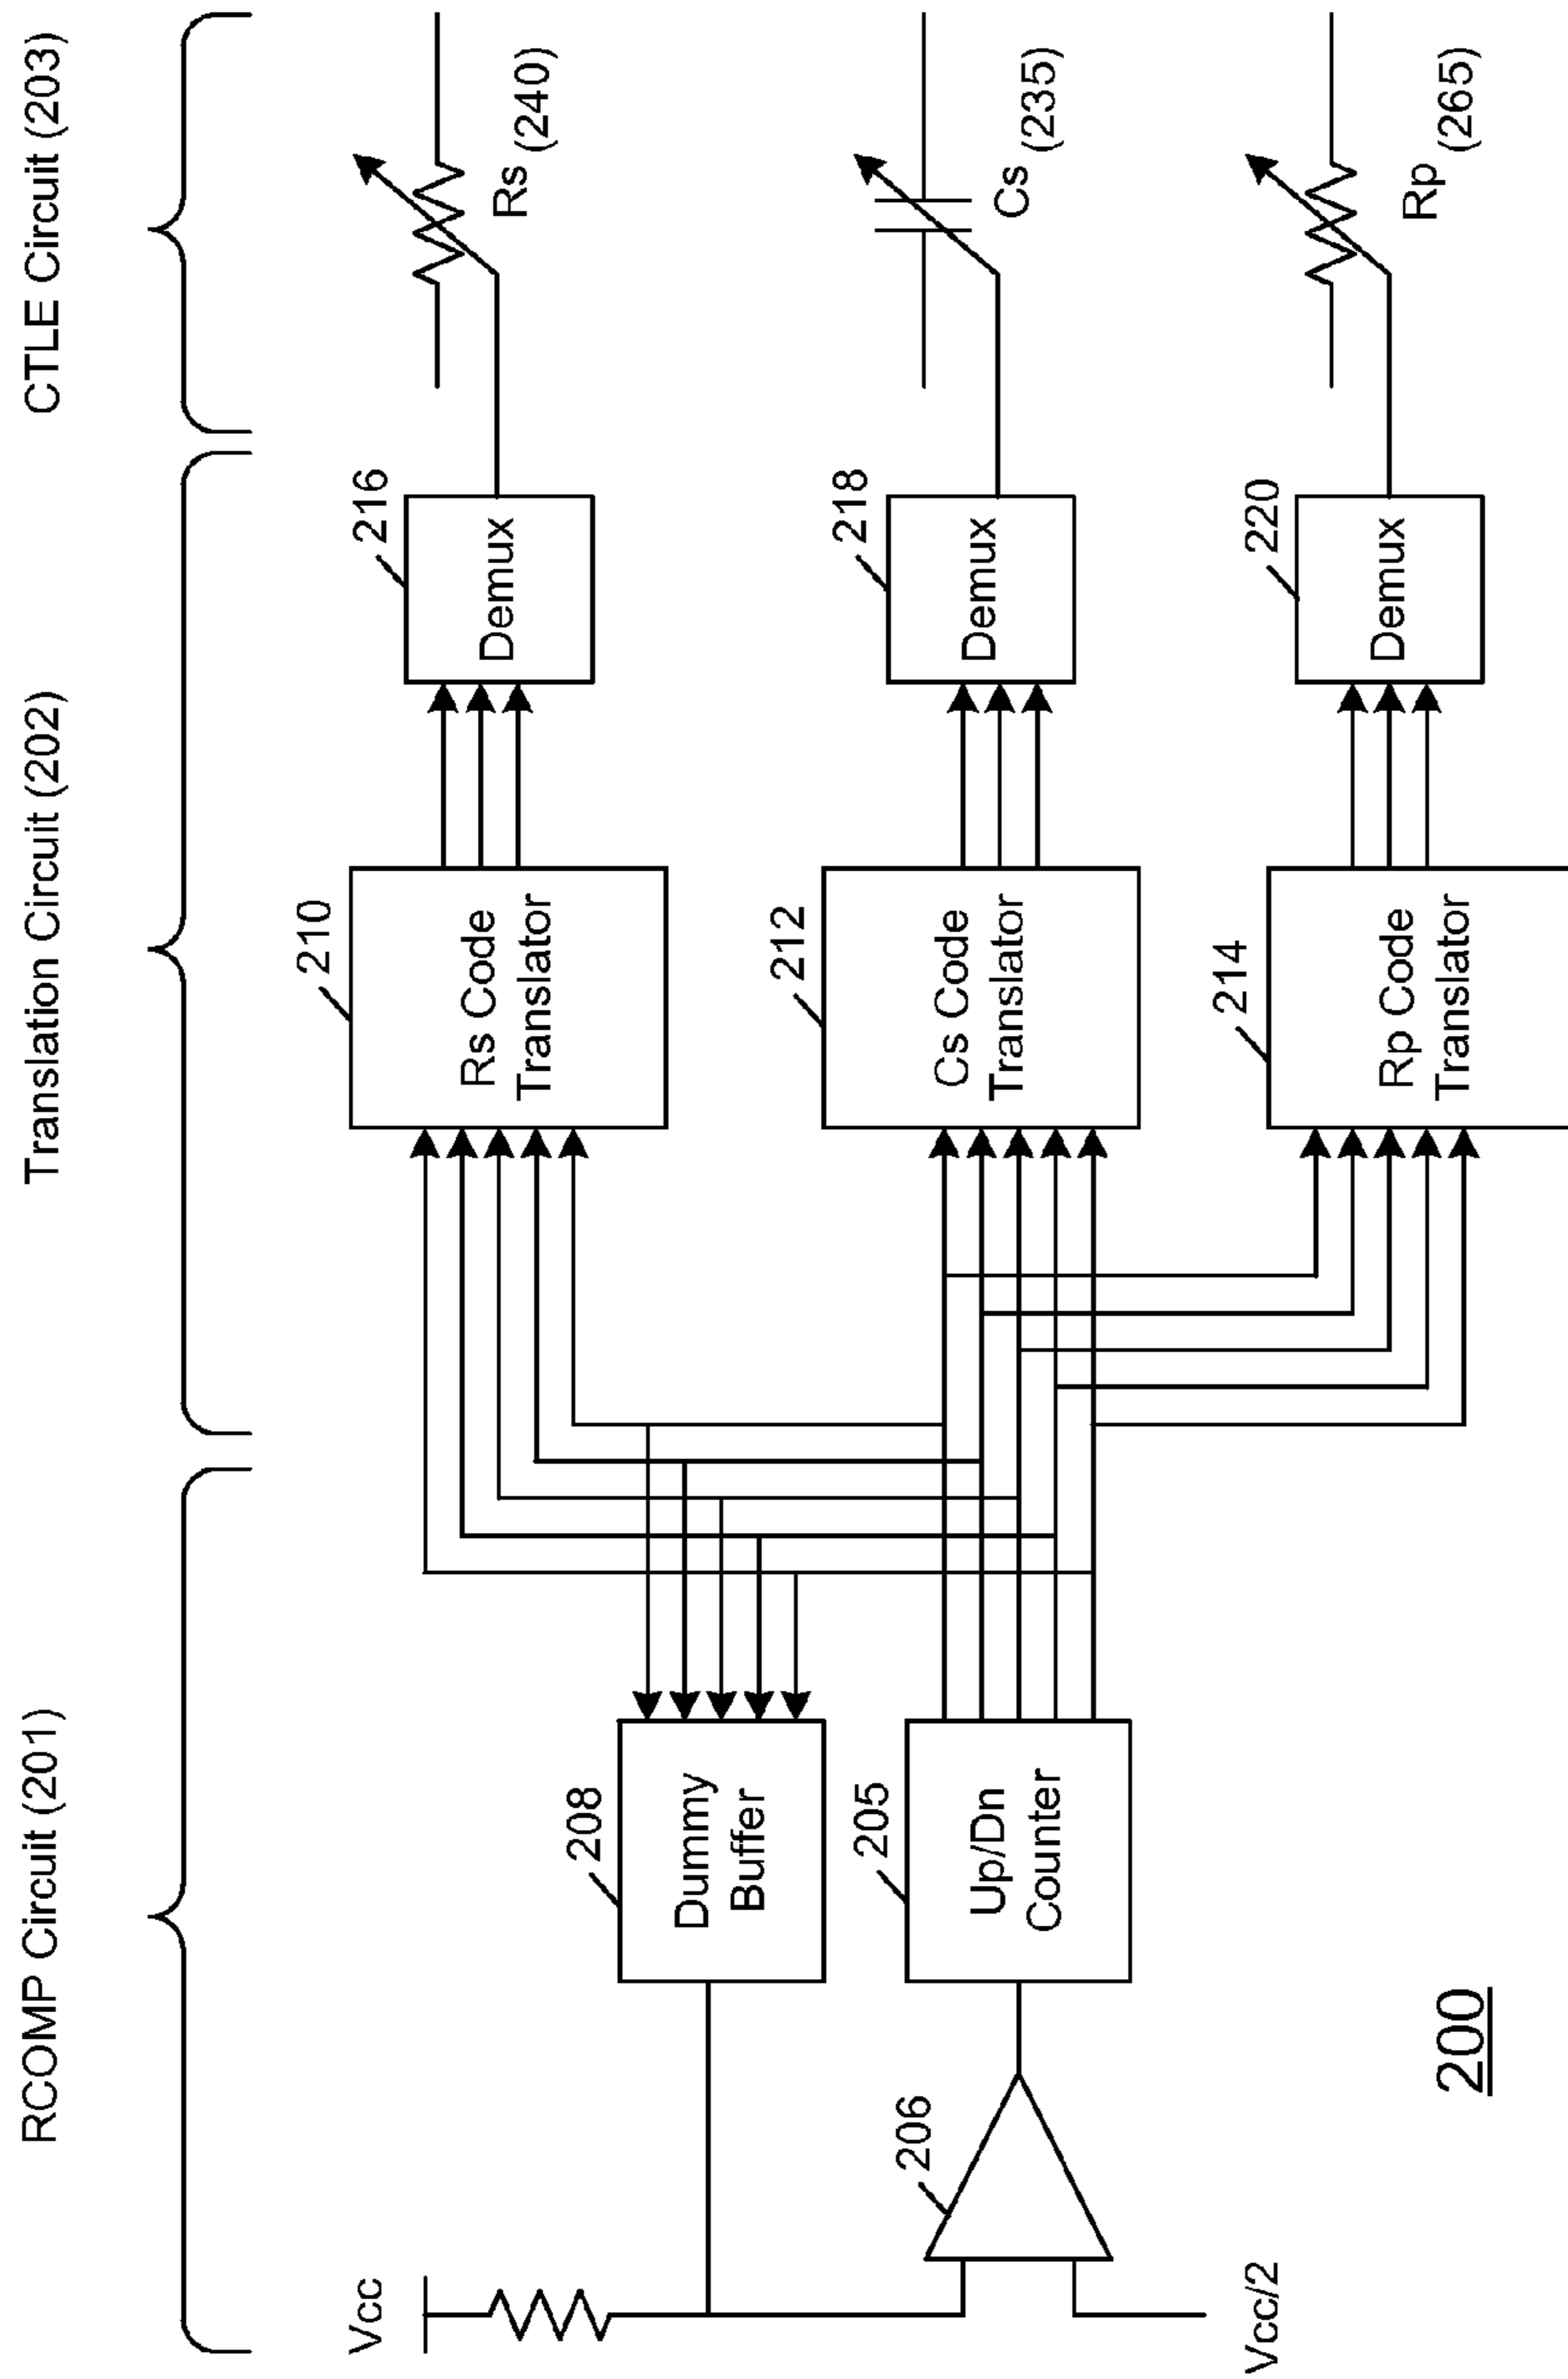 RCOMP Circuit (201)
Translation Circuit (202)
CTLE Circuit (203)
Vcc
Vcc/2
206
208
Dummy
Buffer
205
Up/Dn
Counter
210
Rs Code
Translator
212
Cs Code
Translator
214
Rp Code
Translator
216
Demux
218
Demux
220
Demux
Rs (240)
Cs (235)
Rp (265)
200